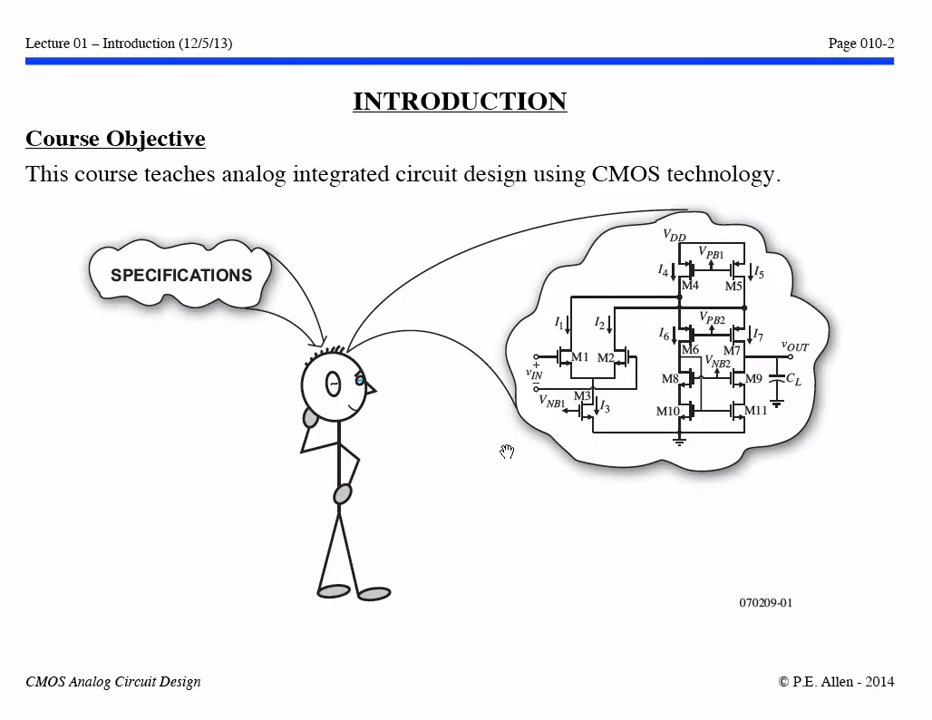 Lecture 01 – Introduction (12/5/13) Page 010-2
INTRODUCTION
Course Objective
This course teaches analog integrated circuit design using CMOS technology.
SPECIFICATIONS
VDD
VPB1
I4 M4 M5 I5
I1 I2
VPB2
I6 M6 M7 I7
vOUT
M1 M2
vIN
+
−
VNB2
M8 M9 CL
VNB1 M3 I3
M10 M11
070209-01
CMOS Analog Circuit Design © P.E. Allen - 2014